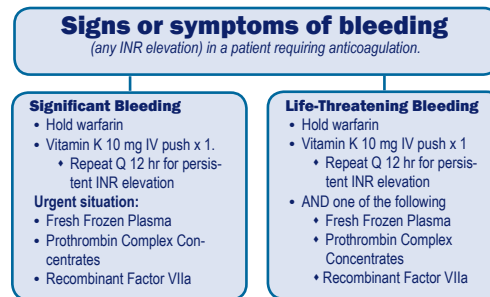 Signs or symptoms of bleeding
(any INR elevation) in a patient requiring anticoagulation.
Significant Bleeding
• Hold warfarin
• Vitamin K 10 mg IV push x 1.
♦ Repeat Q 12 hr for persis-
tent INR elevation
Urgent situation:
• Fresh Frozen Plasma
• Prothrombin Complex Con-
centrates
• Recombinant Factor VIIa
Life-Threatening Bleeding
• Hold warfarin
• Vitamin K 10 mg IV push x 1
♦ Repeat Q 12 hr for persis-
tent INR elevation
• AND one of the following
♦ Fresh Frozen Plasma
♦ Prothrombin Complex
Concentrates
♦ Recombinant Factor VIIa